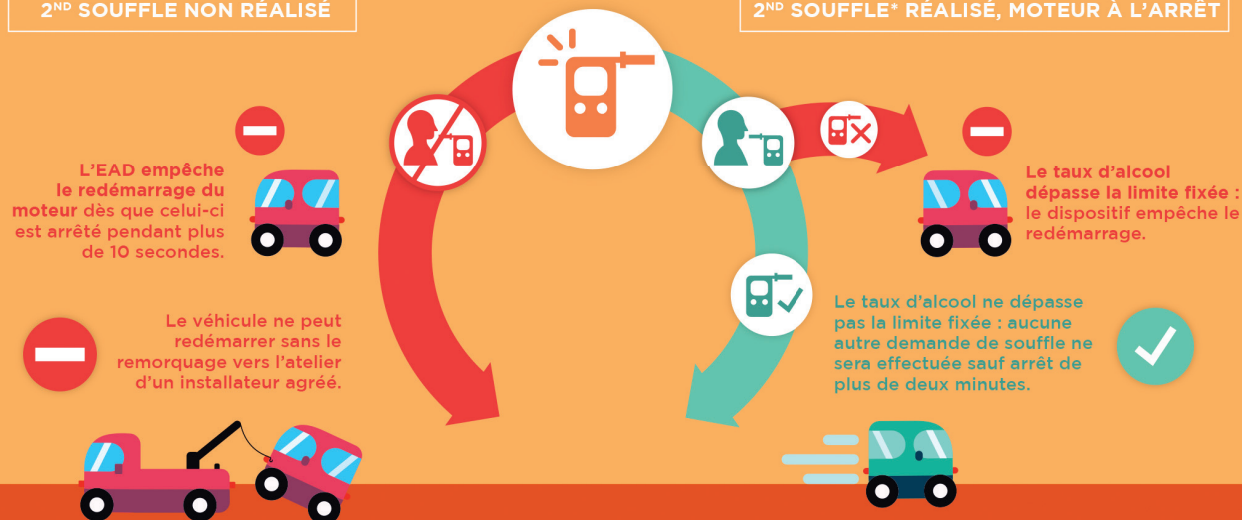 2ND SOUFFLE NON RÉALISÉ
L'EAD empêche
le redémarrage du
moteur dès que celui-ci
est arrêté pendant plus
de 10 secondes.
Le véhicule ne peut
redémarrer sans le
remorquage vers l'atelier
d'un installateur agréé.
2ND SOUFFLE* RÉALISÉ, MOTEUR À L'ARRÊT
Le taux d'alcool
dépasse la limite fixée :
le dispositif empêche le
redémarrage.
Le taux d'alcool ne dépasse
pas la limite fixée : aucune
autre demande de souffle ne
sera effectuée sauf arrêt de
plus de deux minutes.